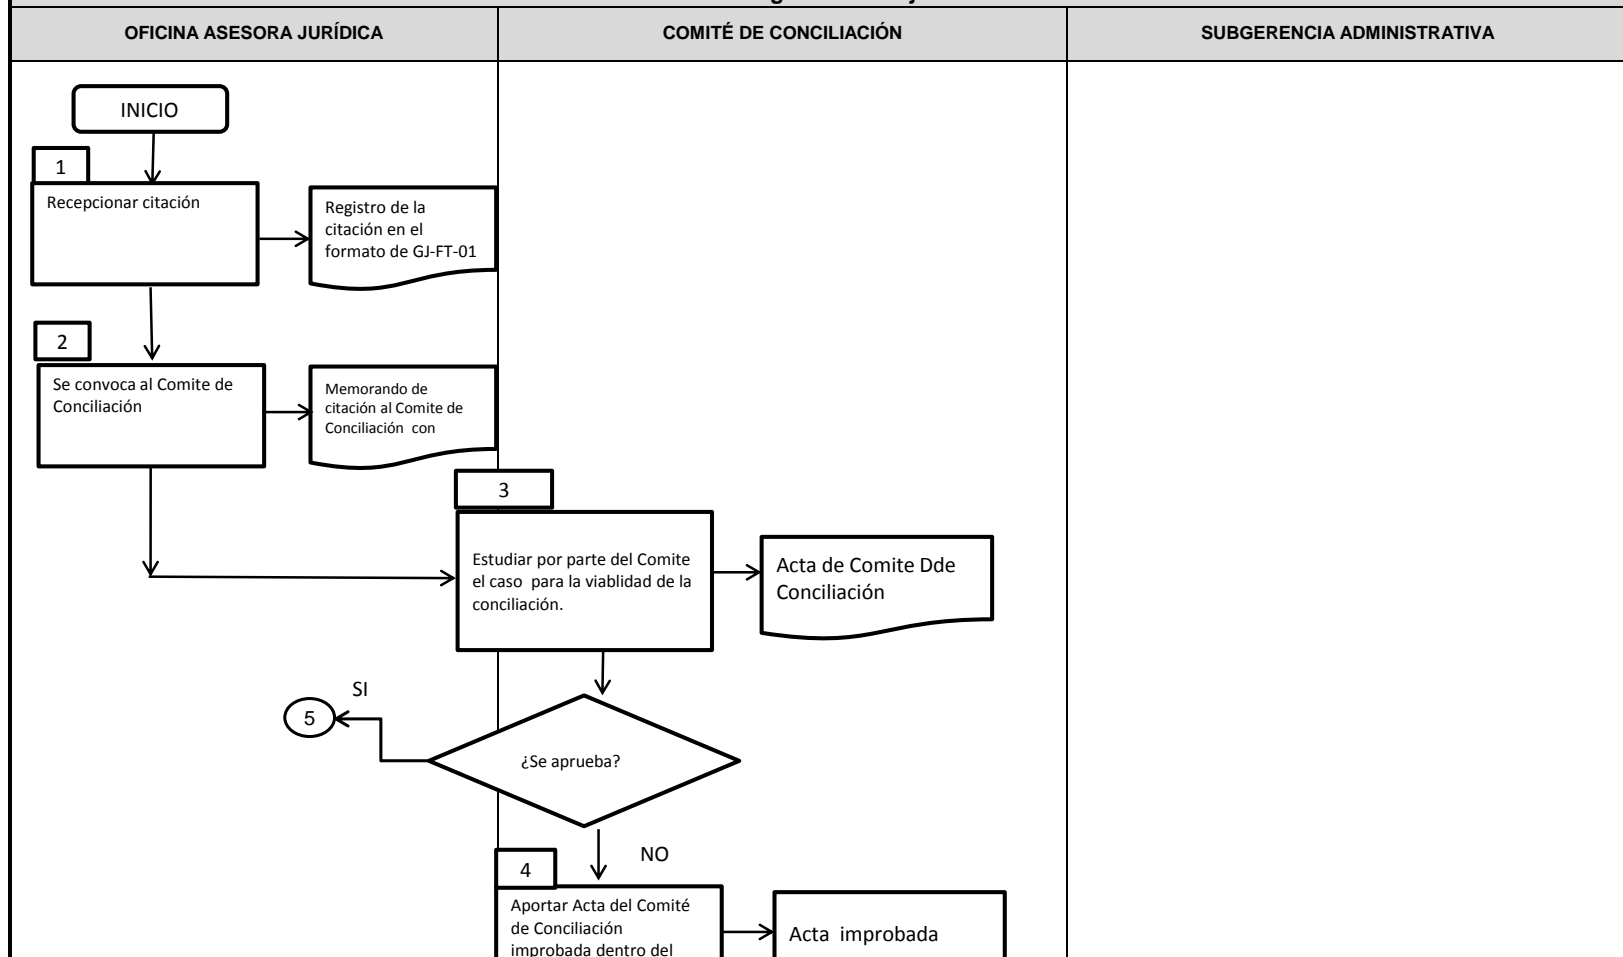 OFICINA ASESORA JURÍDICA
COMITÉ DE CONCILIACIÓN
SUBGERENCIA ADMINISTRATIVA
INICIO
1
Recepcionar citación
Registro de la
citación en el
formato de GJ-FT-01
2
Se convoca al Comite de
Conciliación
Memorando de
citación al Comite de
Conciliación con
3
Estudiar por parte del Comite
el caso para la viablidad de la
conciliación.
Acta de Comite Dde
Conciliación
SI
5
¿Se aprueba?
NO
4
Aportar Acta del Comité
de Conciliación
improbada dentro del
Acta improbada